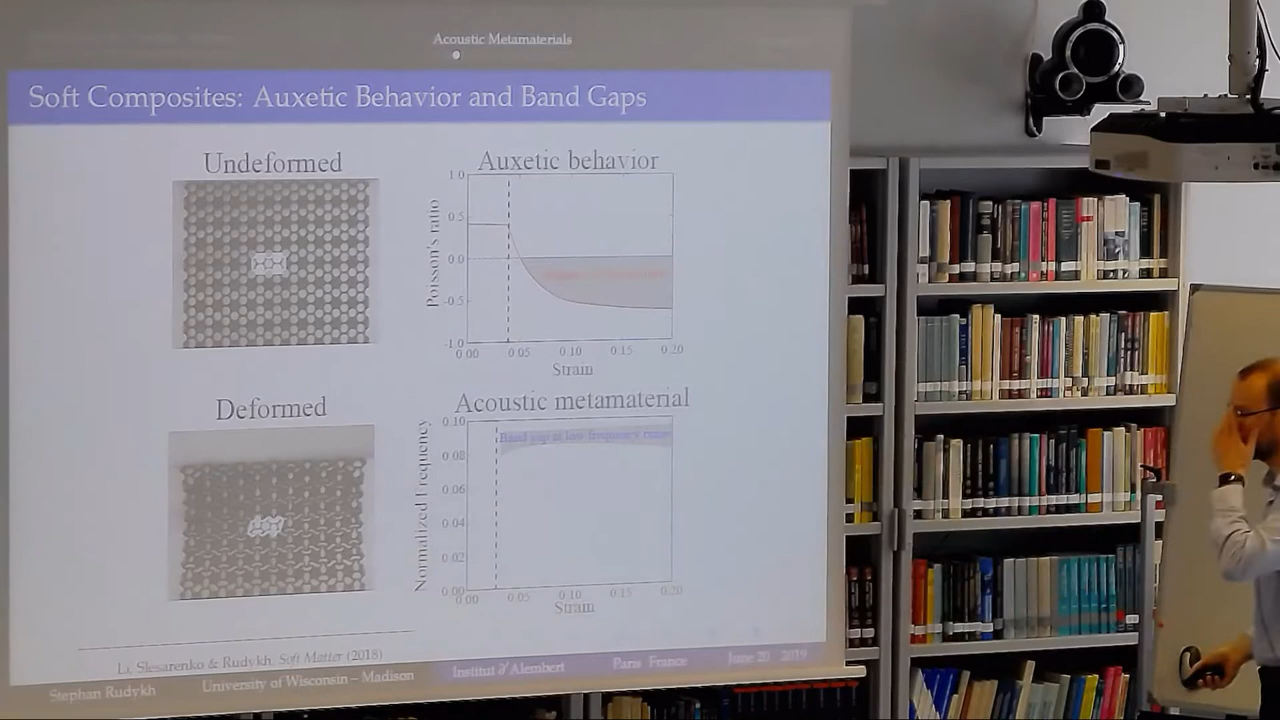 Acoustic Metamaterials
Soft Composites: Auxetic Behavior and Band Gaps
Undeformed
Auxetic behavior
Poisson's ratio
1.0
0.5
0.0
-0.5
-1.0
0.00 0.05 0.10 0.15 0.20
Strain
Deformed
Acoustic metamaterial
Normalized Frequency
0.10
Band gap at low frequency range
0.08
0.06
0.04
0.02
0.00
0.00 0.05 0.10 0.15 0.20
Strain
Li, Slesarenko & Rudykh, Soft Matter (2018)
Stephan Rudykh University of Wisconsin – Madison Institut ∂'Alembert Paris France June 20 2019